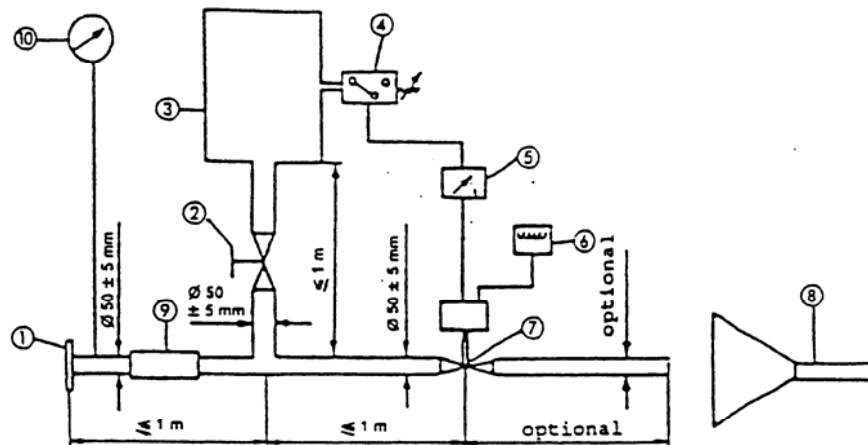 10
4
3
5
2
6
≤ 1 m
Ø 50 ± 5 mm
Ø 50 ± 5 mm
optional
Ø 50
± 5 mm
9
7
8
1
≤ 1 m
≤ 1 m
optional